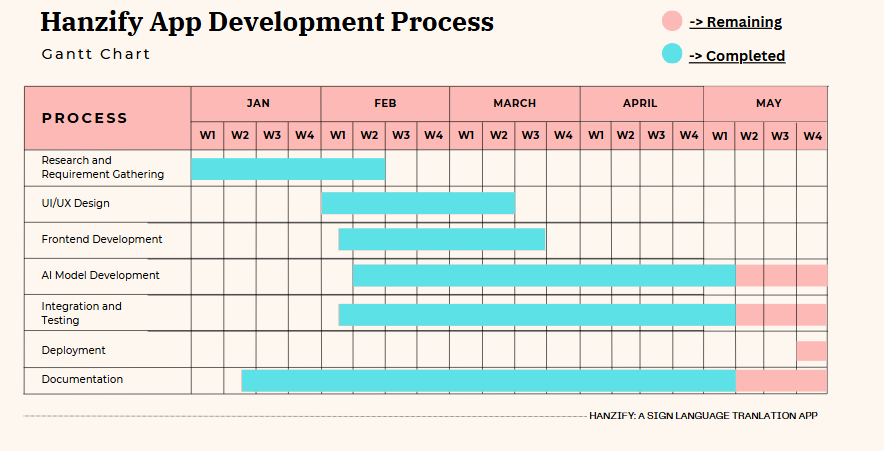 Hanzify App Development Process
Gantt Chart
-> Remaining
-> Completed
PROCESS
JAN FEB MARCH APRIL MAY
W1 W2 W3 W4 W1 W2 W3 W4 W1 W2 W3 W4 W1 W2 W3 W4 W1 W2 W3 W4
Research and
Requirement Gathering
UI/UX Design
Frontend Development
AI Model Development
Integration and
Testing
Deployment
Documentation
HANZIFY: A SIGN LANGUAGE TRANLATION APP